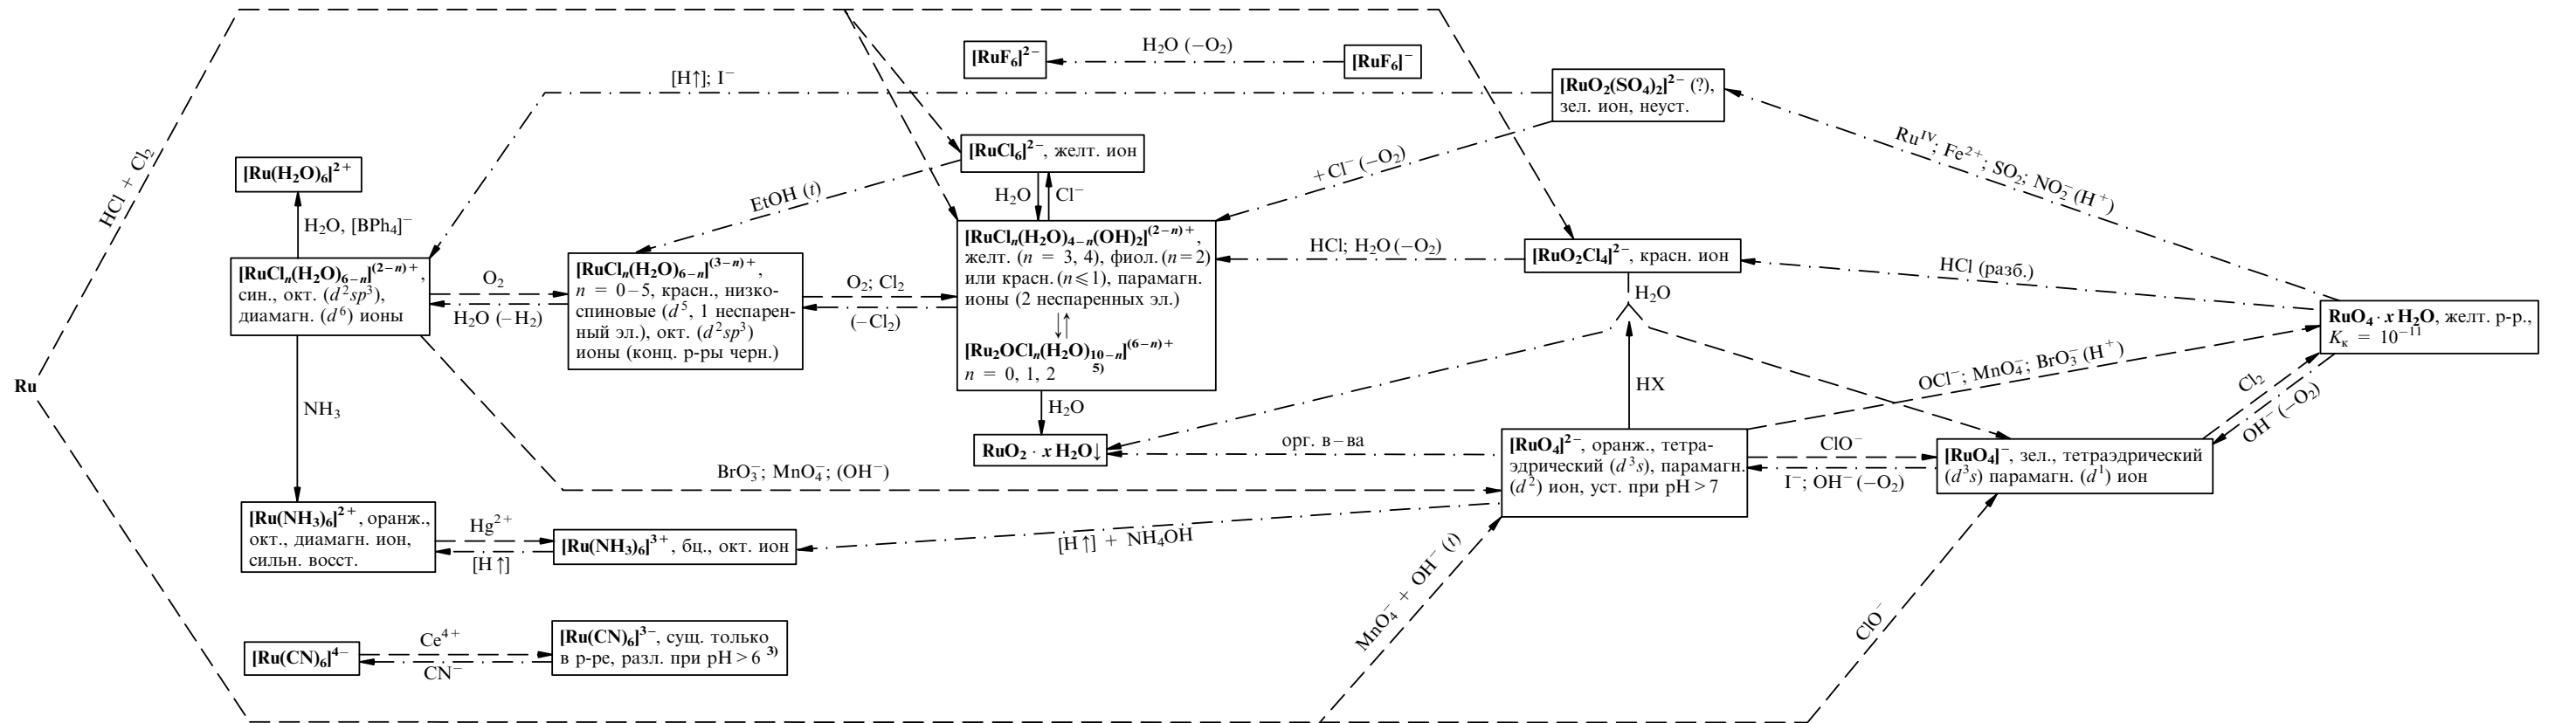 H₂O (−O₂)
[RuF₆]²⁻
[RuF₆]⁻
[H↑]; I⁻
[RuO₂(SO₄)₂]²⁻ (?),
зел. ион, неуст.
HCl + Cl₂
Ru^IV; Fe²⁺; SO₂; NO₂⁻ (H⁺)
[RuCl₆]²⁻, желт. ион
+ Cl⁻ (−O₂)
[Ru(H₂O)₆]²⁺
EtOH (t)
H₂O
Cl⁻
H₂O, [BPh₄]⁻
[RuClₙ(H₂O)₄₋ₙ(OH)₂]⁽²⁻ⁿ⁾⁺,
желт. (n = 3, 4), фиол. (n=2)
или красн. (n⩽1), парамагн.
ионы (2 неспаренных эл.)
↓↑
[Ru₂OClₙ(H₂O)₁₀₋ₙ]⁽⁶⁻ⁿ⁾⁺
n = 0, 1, 2 5)
HCl; H₂O (−O₂)
[RuO₂Cl₄]²⁻, красн. ион
HCl (разб.)
[RuClₙ(H₂O)₆₋ₙ]⁽²⁻ⁿ⁾⁺,
син., окт. (d²sp³),
диамагн. (d⁶) ионы
O₂
H₂O (−H₂)
[RuClₙ(H₂O)₆₋ₙ]⁽³⁻ⁿ⁾⁺,
n = 0–5, красн., низко-
спиновые (d⁵, 1 неспарен-
ный эл.), окт. (d²sp³)
ионы (конц. р-ры черн.)
O₂; Cl₂
(−Cl₂)
H₂O
RuO₄ · x H₂O, желт. р-р.,
Kк = 10⁻¹¹
OCl⁻; MnO₄⁻; BrO₃⁻ (H⁺)
Ru
HX
Cl₂
OH⁻ (−O₂)
NH₃
H₂O
RuO₂ · x H₂O↓
орг. в–ва
[RuO₄]²⁻, оранж., тетра-
эдрический (d³s), парамагн.
(d²) ион, уст. при pH > 7
ClO⁻
I⁻; OH⁻ (−O₂)
[RuO₄]⁻, зел., тетраэдрический
(d³s) парамагн. (d¹) ион
BrO₃⁻; MnO₄⁻; (OH⁻)
[Ru(NH₃)₆]²⁺, оранж.,
окт., диамагн. ион,
сильн. восст.
Hg²⁺
[H↑]
[Ru(NH₃)₆]³⁺, бц., окт. ион
[H↑] + NH₄OH
MnO₄⁻ + OH⁻ (t)
ClO⁻
[Ru(CN)₆]⁴⁻
Ce⁴⁺
CN⁻
[Ru(CN)₆]³⁻, сущ. только
в р-ре, разл. при pH > 6 3)